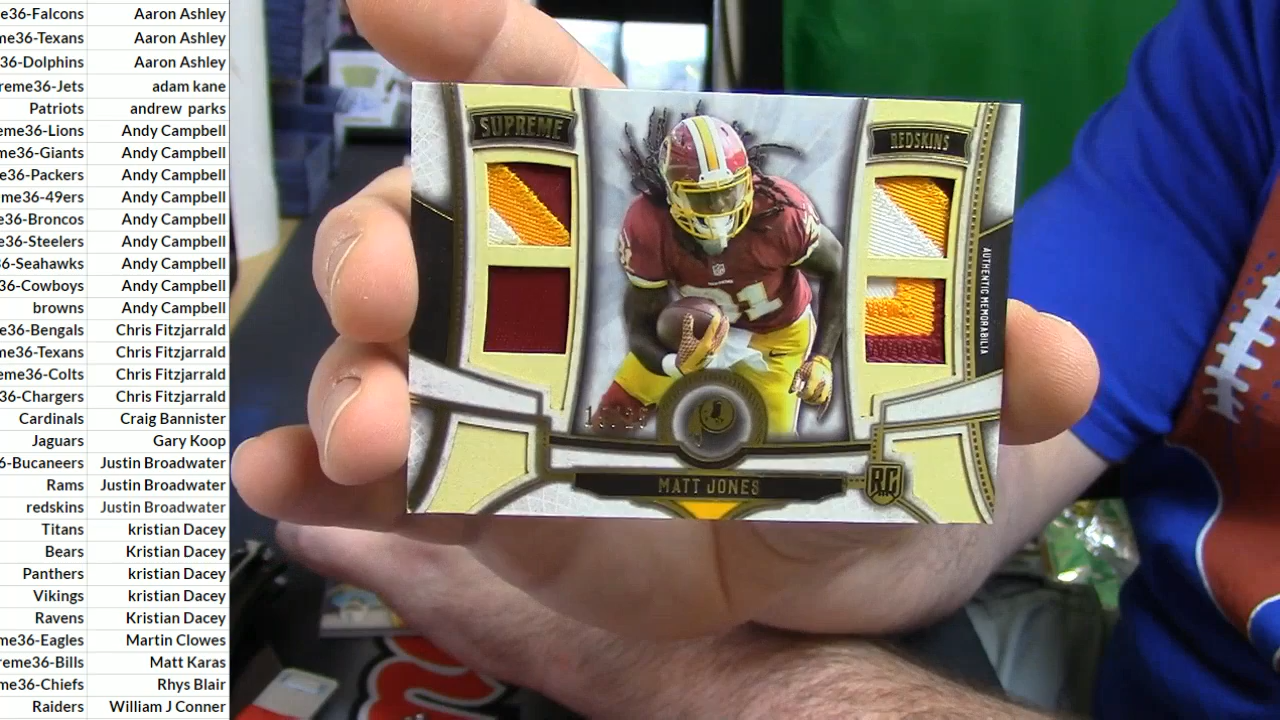 e36-Falcons Aaron Ashley
me36-Texans Aaron Ashley
36-Dolphins Aaron Ashley
reme36-Jets adam kane
Patriots andrew parks
eme36-Lions Andy Campbell
me36-Giants Andy Campbell
me36-Packers Andy Campbell
me36-49ers Andy Campbell
me36-Broncos Andy Campbell
me36-Steelers Andy Campbell
36-Seahawks Andy Campbell
36-Cowboys Andy Campbell
browns Andy Campbell
me36-Bengals Chris Fitzjarrald
me36-Texans Chris Fitzjarrald
eme36-Colts Chris Fitzjarrald
36-Chargers Chris Fitzjarrald
Cardinals Craig Bannister
Jaguars Gary Koop
6-Bucaneers Justin Broadwater
Rams Justin Broadwater
redskins Justin Broadwater
Titans kristian Dacey
Bears Kristian Dacey
Panthers kristian Dacey
Vikings kristian Dacey
Ravens Kristian Dacey
me36-Eagles Martin Clowes
reme36-Bills Matt Karas
me36-Chiefs Rhys Blair
Raiders William J Conner
SUPREME
REDSKINS
AUTHENTIC MEMORABILIA
31
MATT JONES
RC